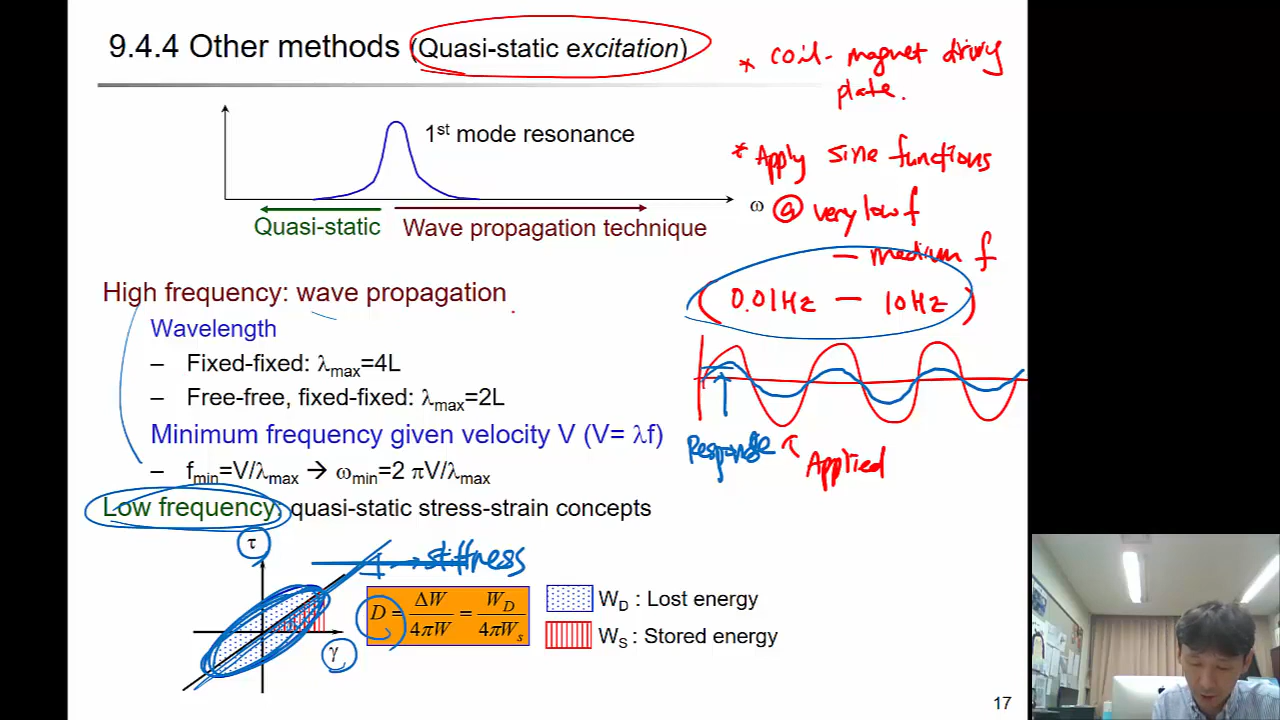 9.4.4 Other methods (Quasi-static excitation)
* coil-magnet driving
plate.
1st mode resonance
* Apply sine functions
ω
@ very low f
Quasi-static
Wave propagation technique
— medium f
High frequency: wave propagation
(0.01Hz — 10Hz)
Wavelength
– Fixed-fixed: λmax=4L
– Free-free, fixed-fixed: λmax=2L
Minimum frequency given velocity V (V= λf)
Response
Applied
– fmin=V/λmax → ωmin=2 πV/λmax
Low frequency: quasi-static stress-strain concepts
τ
→ stiffness
D = ΔW/4πW = WD/4πWs
WD : Lost energy
WS : Stored energy
γ
17